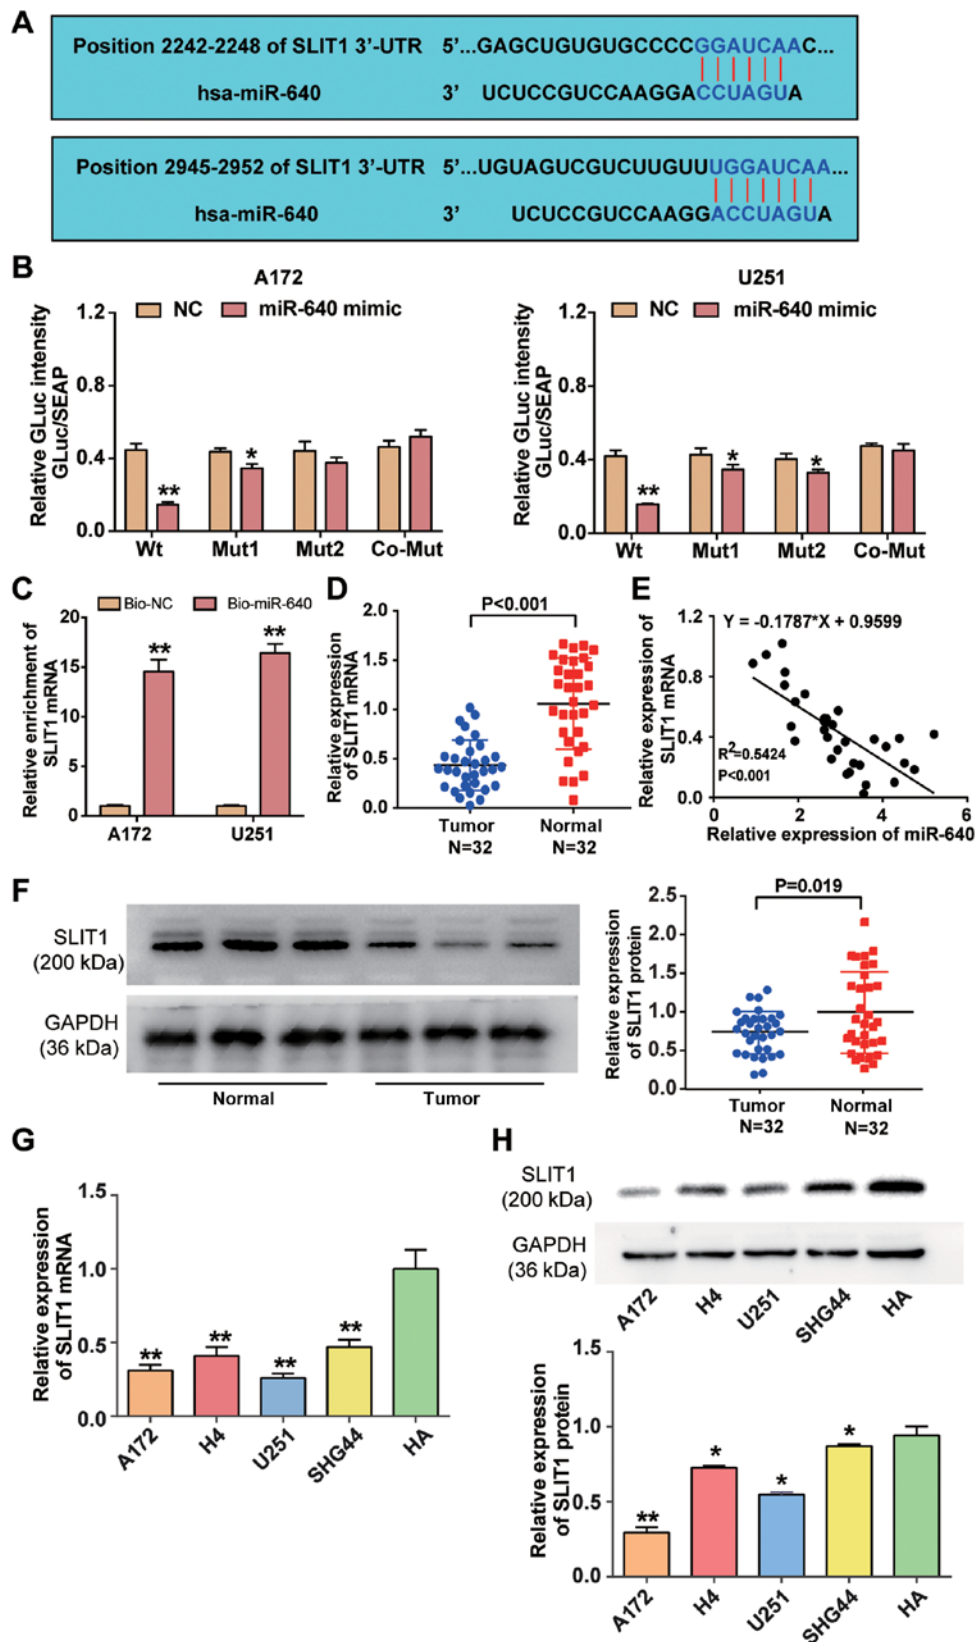 A
Position 2242-2248 of SLIT1 3'-UTR 5'...GAGCUGUGUGCCCCGGAUCAAC...
hsa-miR-640 3' UCUCCGUCCAAGGACCUAGUA
Position 2945-2952 of SLIT1 3'-UTR 5'...UGUAGUCGUCUUGUUUGGAUCAA...
hsa-miR-640 3' UCUCCGUCCAAGGACCUAGUA
B
A172
NC miR-640 mimic
Relative GLuc intensity
GLuc/SEAP
1.2
0.8
0.4
0.0
** *
Wt Mut1 Mut2 Co-Mut
U251
NC miR-640 mimic
Relative GLuc intensity
GLuc/SEAP
1.2
0.8
0.4
0.0
** * *
Wt Mut1 Mut2 Co-Mut
C
Bio-NC Bio-miR-640
Relative enrichment of
SLIT1 mRNA
20
15
10
5
0
** **
A172 U251
D
P<0.001
Relative expression
of SLIT1 mRNA
2.0
1.5
1.0
0.5
0.0
Tumor Normal
N=32 N=32
E
Y = -0.1787*X + 0.9599
Relative expression of
SLIT1 mRNA
1.2
0.8
0.4
0.0
R2=0.5424
P<0.001
0 2 4 6
Relative expression of miR-640
F
SLIT1
(200 kDa)
GAPDH
(36 kDa)
Normal Tumor
P=0.019
Relative expression
of SLIT1 protein
2.5
2.0
1.5
1.0
0.5
0.0
Tumor Normal
N=32 N=32
G
Relative expression
of SLIT1 mRNA
1.5
1.0
0.5
0.0
** ** ** **
A172 H4 U251 SHG44 HA
H
SLIT1
(200 kDa)
GAPDH
(36 kDa)
A172 H4 U251 SHG44 HA
Relative expression
of SLIT1 protein
1.5
1.0
0.5
0.0
** * * *
A172 H4 U251 SHG44 HA